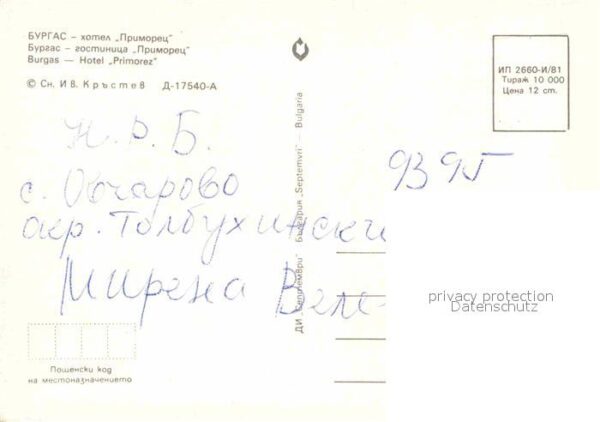 БУРГАС – хотел „Приморец"
Бургас – гостиница „Приморец"
Burgas – Hotel „Primorez"
© Сн. Ив. Кръстев Д-17540-А
ДИ „Септември" България "Septemvri" – Bulgaria
ИП 2660-И/81
Тираж 10 000
Цена 12 ст.
Н.Р.Б.
9395
с. Овчарово
окр. Толбухински
Мирена Веле
privacy protection
Datenschutz
Пощенски код
на местоназначението